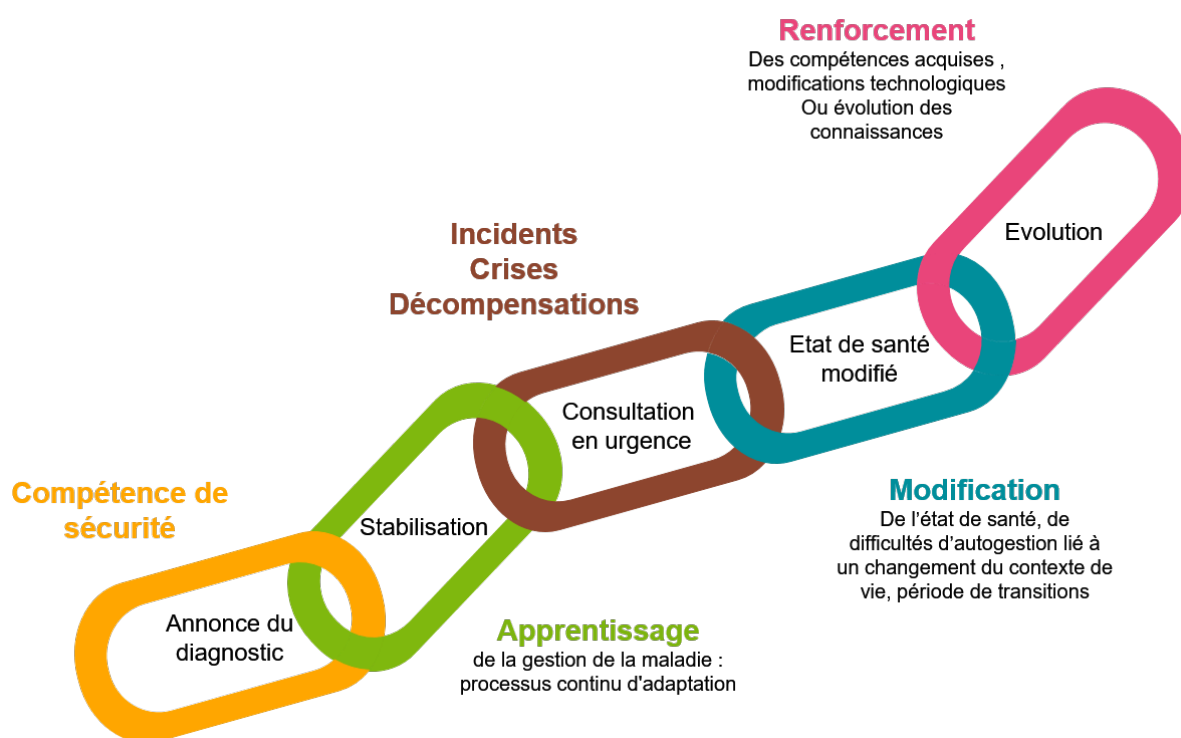 Renforcement
Des compétences acquises ,
modifications technologiques
Ou évolution des
connaissances
Evolution
Incidents
Crises
Décompensations
Etat de santé
modifié
Consultation
en urgence
Compétence de
sécurité
Stabilisation
Modification
De l’état de santé, de
difficultés d’autogestion lié à
un changement du contexte de
vie, période de transitions
Annonce du
diagnostic
Apprentissage
de la gestion de la maladie :
processus continu d'adaptation